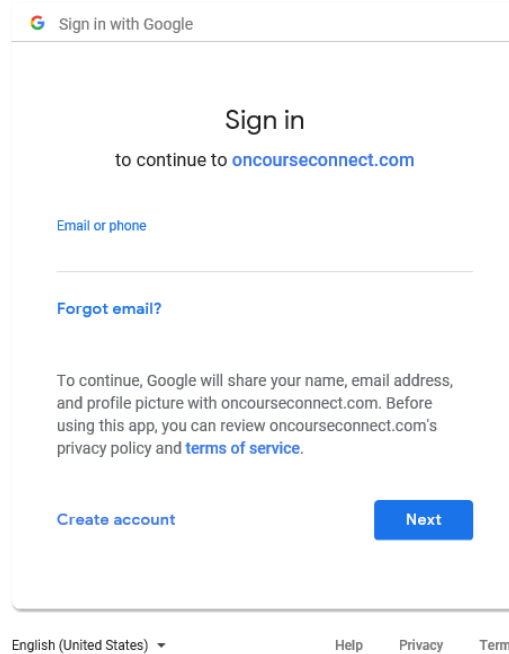 Sign in with Google
Sign in
to continue to oncourseconnect.com
Email or phone
Forgot email?
To continue, Google will share your name, email address,
and profile picture with oncourseconnect.com. Before
using this app, you can review oncourseconnect.com's
privacy policy and terms of service.
Create account Next
English (United States) Help Privacy Term